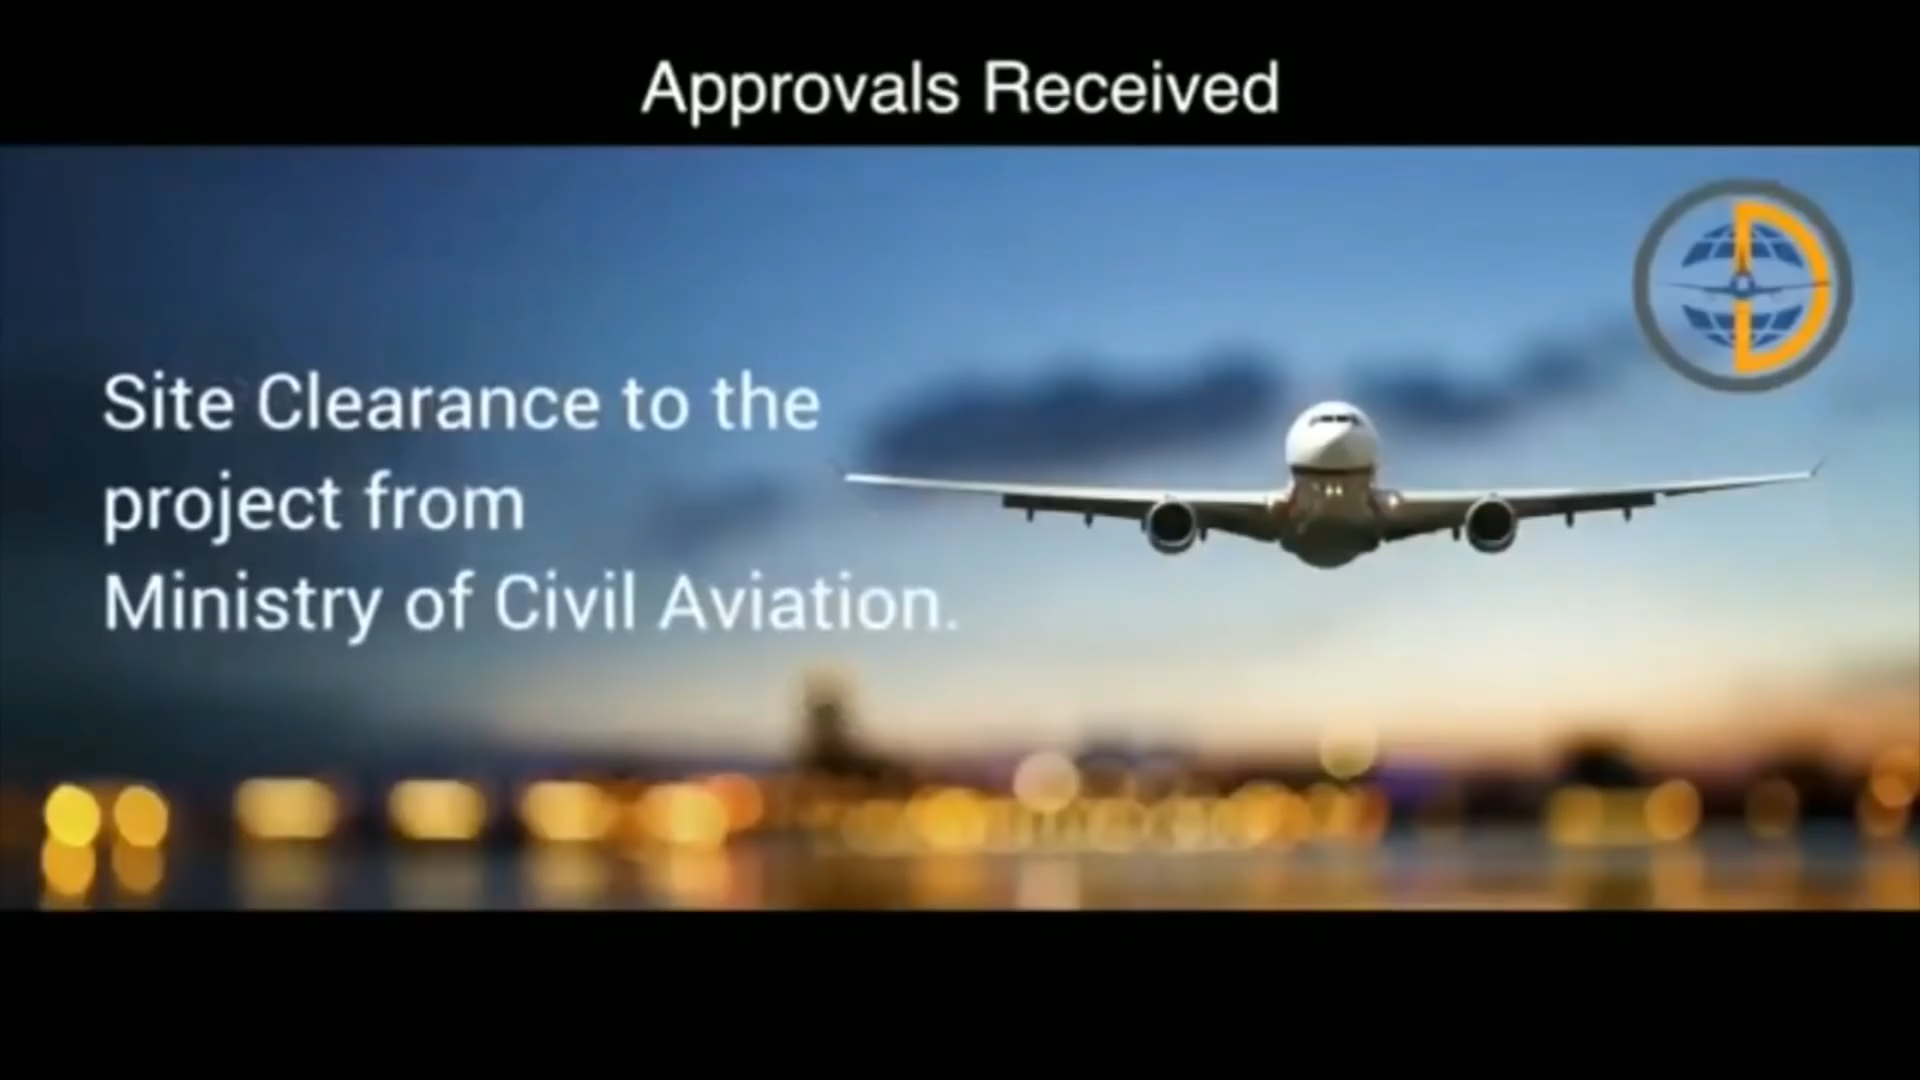 Approvals Received
Site Clearance to the
project from
Ministry of Civil Aviation.